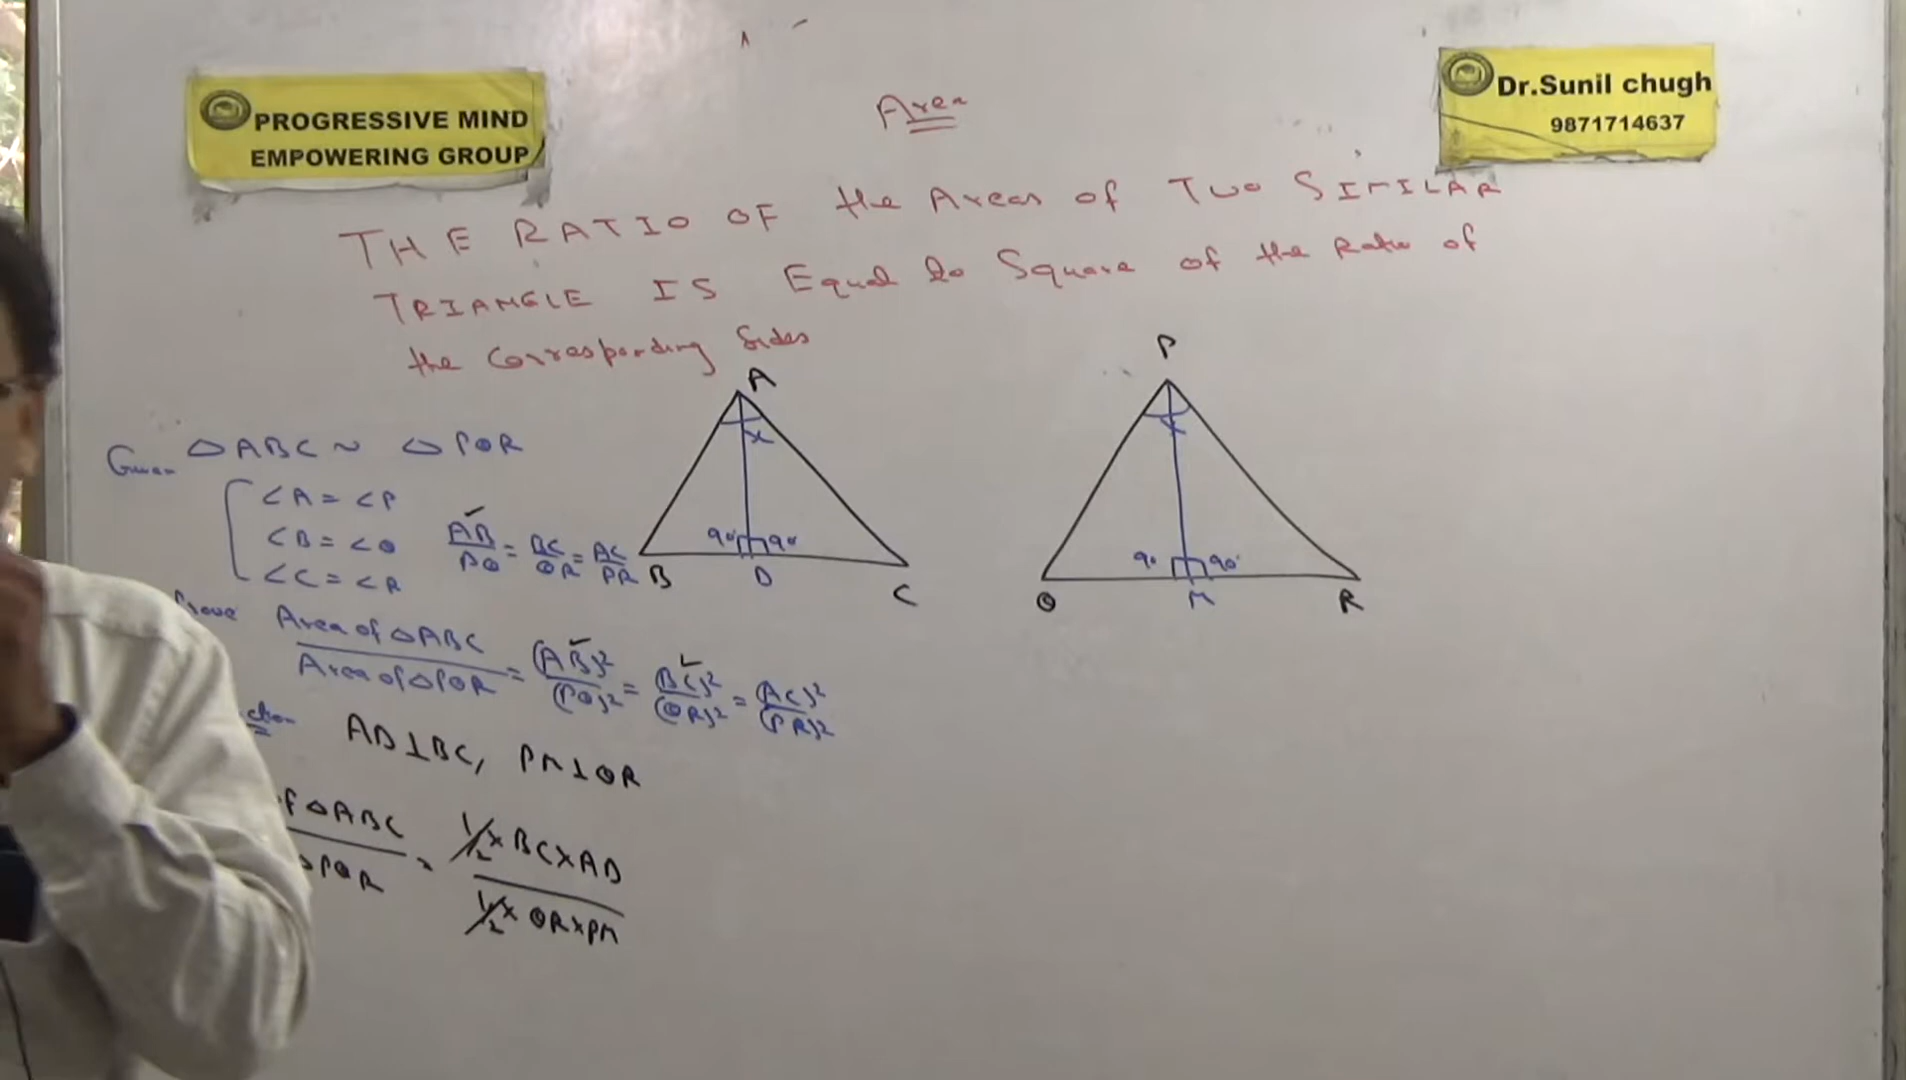 PROGRESSIVE MIND
EMPOWERING GROUP
Dr.Sunil chugh
9871714637
Area
THE RATIO OF the Areas of Two SIMILAR
TRIANGLE IS Equal to Square of the Ratio of
the Corresponding Sides
Given △ABC ~ △PQR
∠A = ∠P
∠B = ∠Q
∠C = ∠R
AB/PQ = BC/QR = AC/PR
A
x
90° 90°
B D C
P
x
90 90°
Q M R
Prove Area of △ABC / Area of △PQR = (AB)²/(PQ)² = (BC)²/(QR)² = (AC)²/(PR)²
ction AD⊥BC, PM⊥QR
f △ABC / △PQR = 1/2 × BC × AD / 1/2 × QR × PM